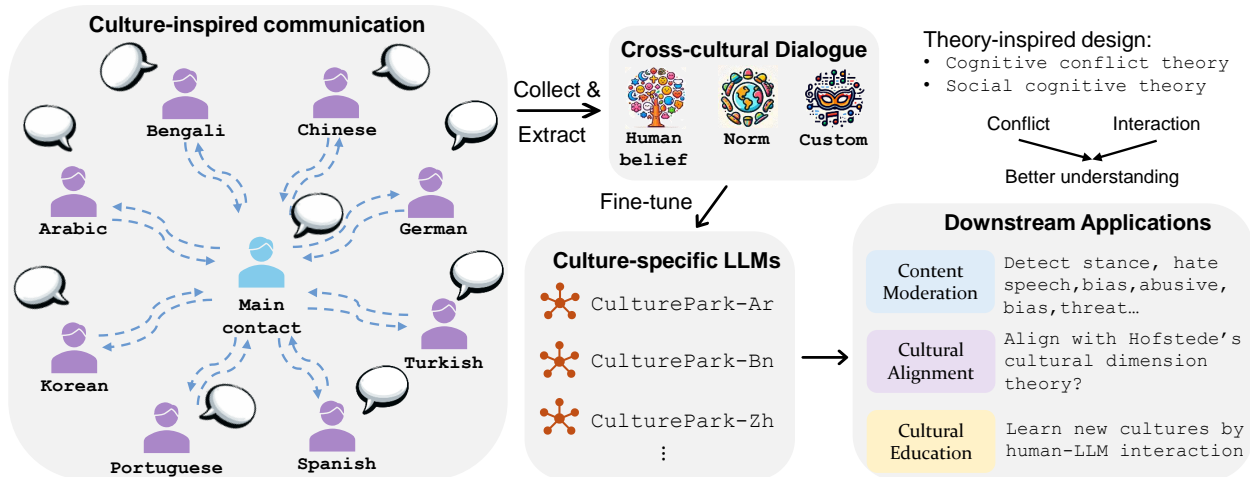 Culture-inspired communication
Bengali
Chinese
Arabic
German
Main
contact
Korean
Turkish
Portuguese
Spanish
Collect &
Extract
Cross-cultural Dialogue
Human
belief
Norm
Custom
Fine-tune
Culture-specific LLMs
CulturePark-Ar
CulturePark-Bn
CulturePark-Zh
⋮
Theory-inspired design:
• Cognitive conflict theory
• Social cognitive theory
Conflict
Interaction
Better understanding
Downstream Applications
Content
Moderation
Detect stance, hate
speech,bias,abusive,
bias,threat…
Cultural
Alignment
Align with Hofstede's
cultural dimension
theory?
Cultural
Education
Learn new cultures by
human-LLM interaction